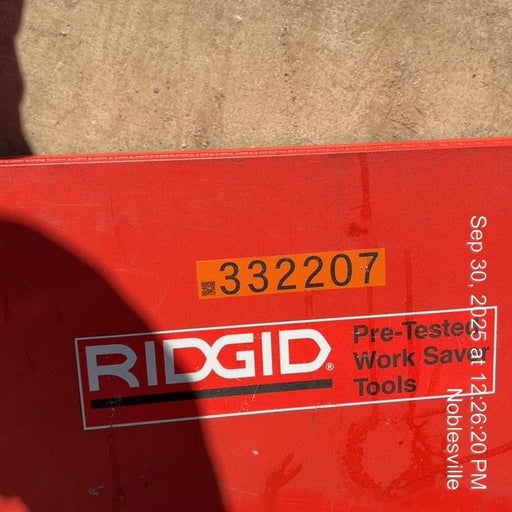 332207
RIDGID®
Pre-Tested
Work Saver
Tools
Sep 30, 2025 at 12:26:20 PM
Noblesville